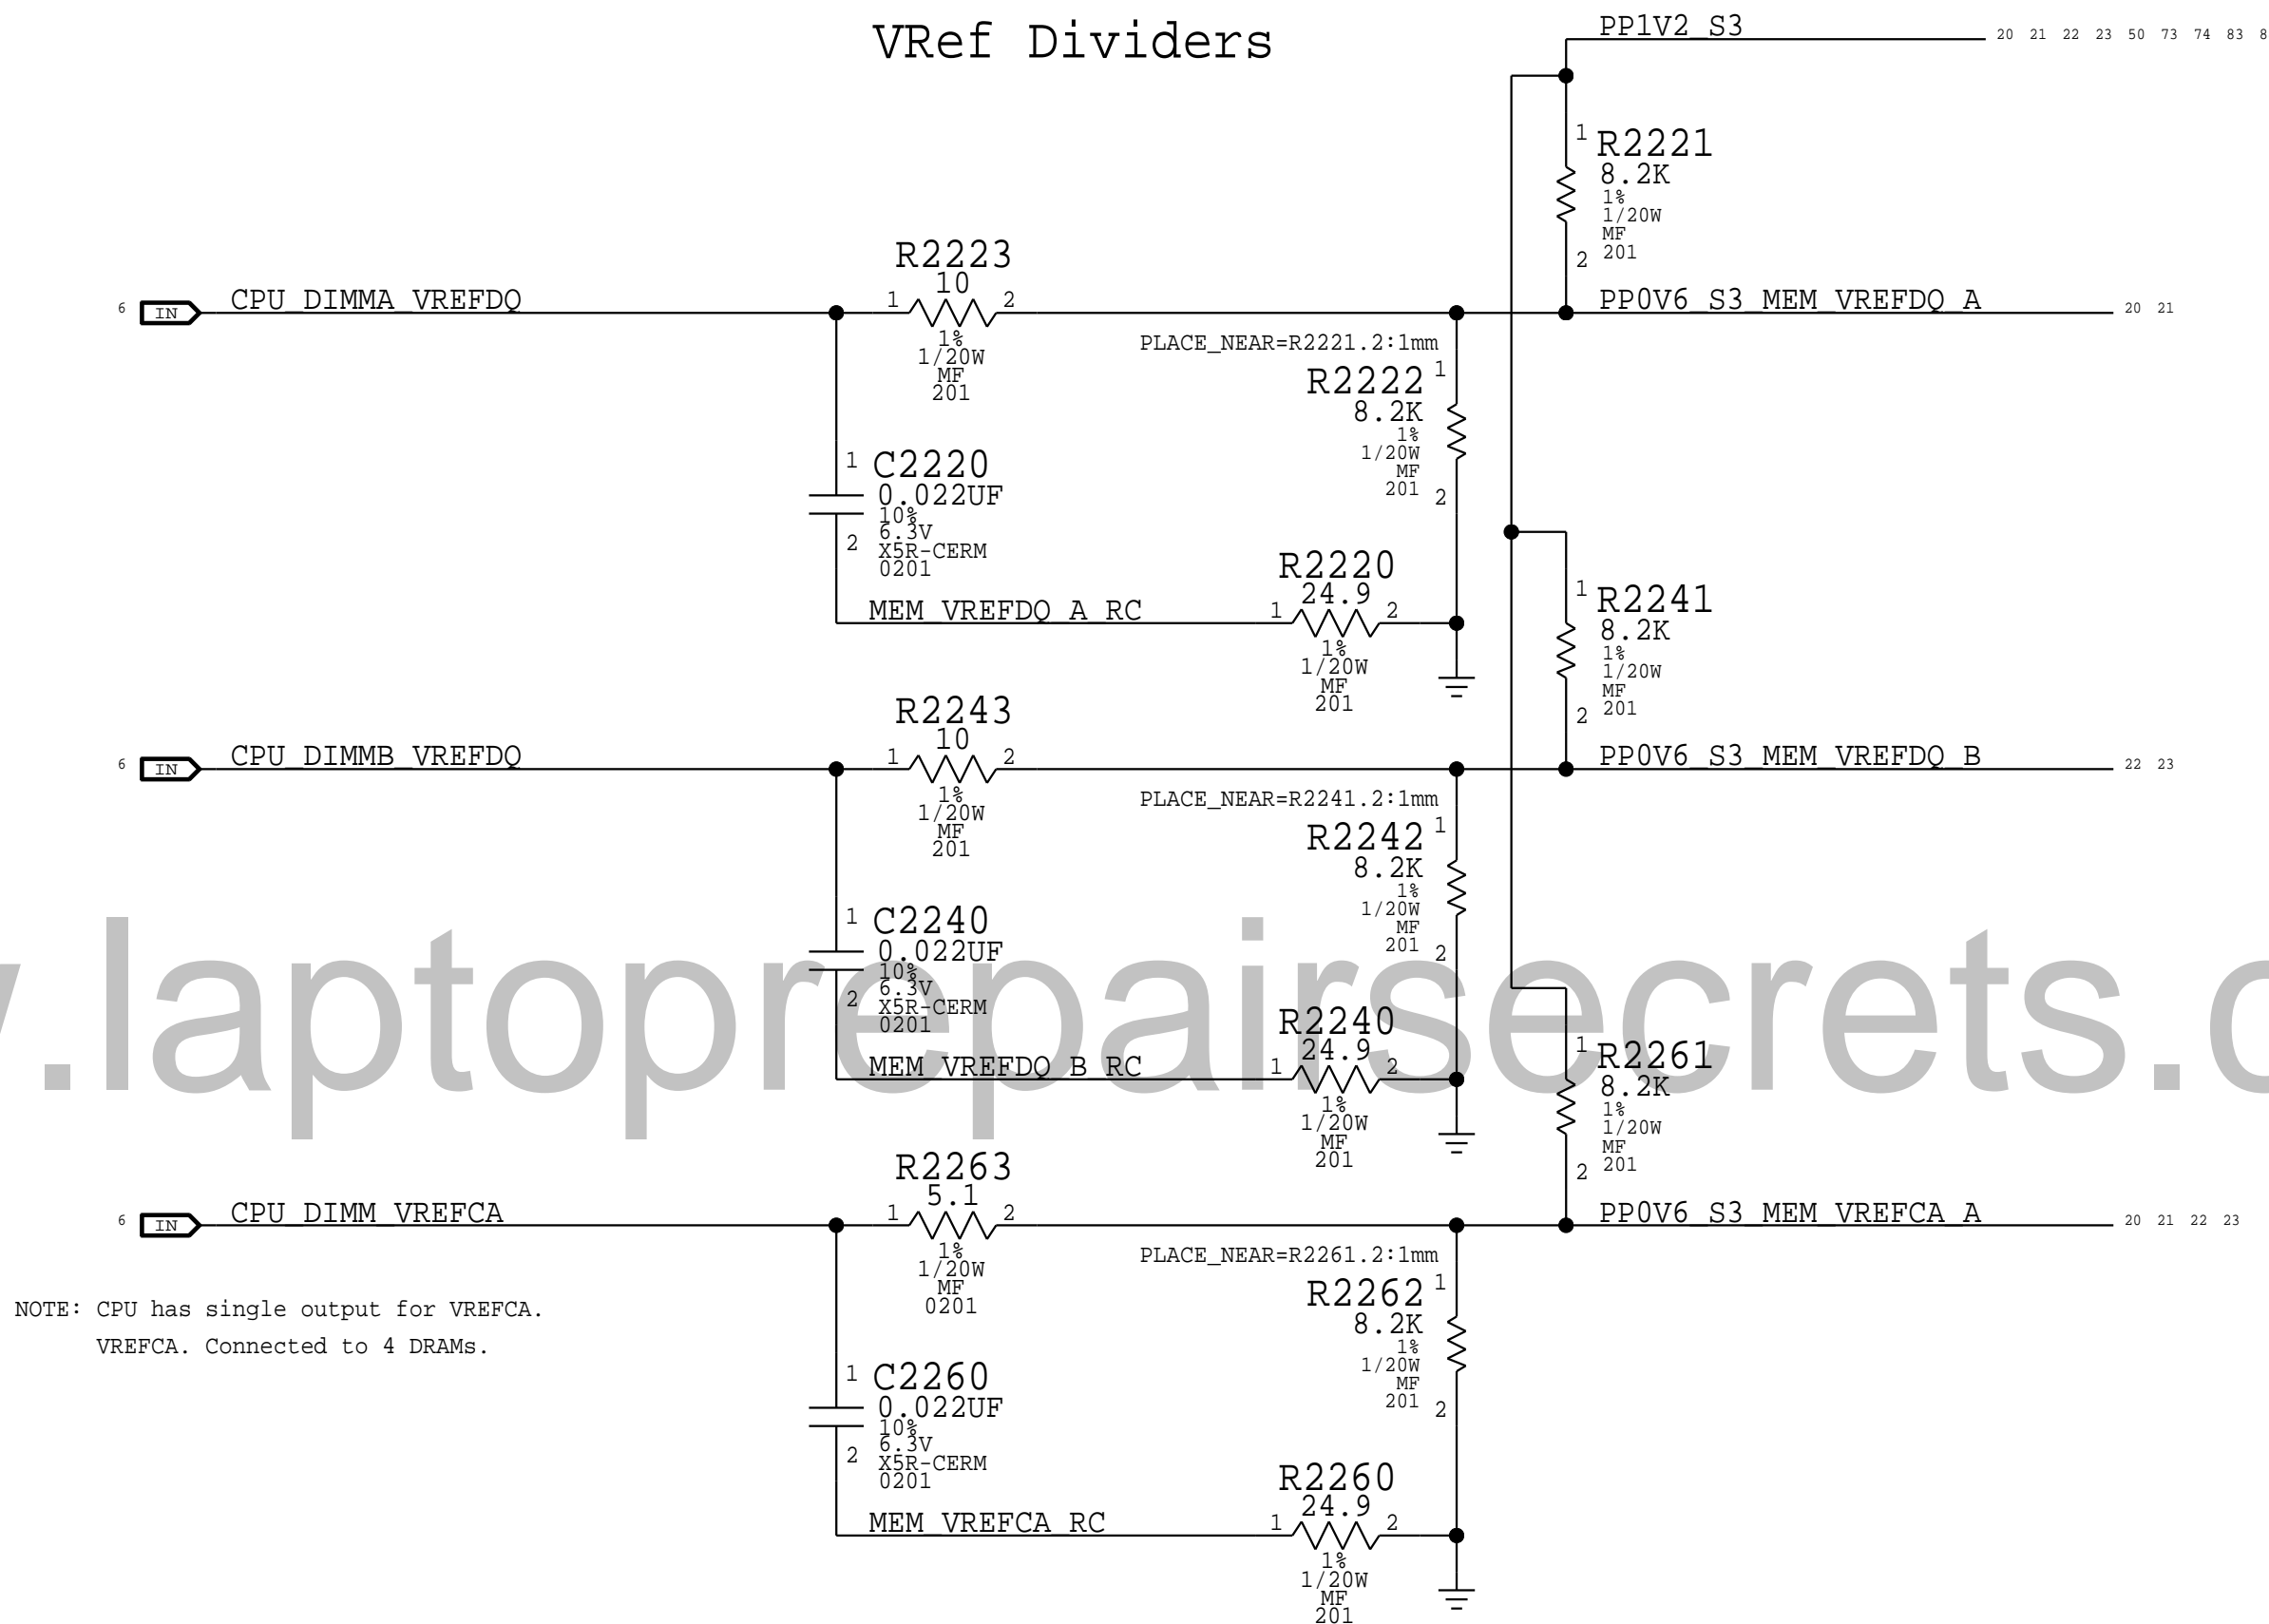 VRef Dividers
PP1V2_S3
20 21 22 23 50 73 74 83
1
R2221
8.2K
1%
1/20W
MF
201
2
R2223
10
6 IN CPU_DIMMA_VREFDQ
1 2
1%
1/20W
MF
201
PP0V6_S3_MEM_VREFDQ_A
20 21
PLACE_NEAR=R2221.2:1mm
R2222 1
8.2K
1%
1/20W
MF
201 2
1 C2220
0.022UF
10%
6.3V
2 X5R-CERM
0201
R2220
24.9
MEM_VREFDQ_A_RC
1 2
1%
1/20W
MF
201
1
R2241
8.2K
1%
1/20W
MF
201
2
R2243
10
6 IN CPU_DIMMB_VREFDQ
1 2
1%
1/20W
MF
201
PP0V6_S3_MEM_VREFDQ_B
22 23
PLACE_NEAR=R2241.2:1mm
R2242 1
8.2K
1%
1/20W
MF
201 2
1 C2240
0.022UF
10%
6.3V
2 X5R-CERM
0201
.laptoprepairsecrets.
R2240
24.9
MEM_VREFDQ_B_RC
1 2
1%
1/20W
MF
201
1
R2261
8.2K
1%
1/20W
MF
201
2
R2263
5.1
6 IN CPU_DIMM_VREFCA
1 2
1%
1/20W
MF
0201
PP0V6_S3_MEM_VREFCA_A
20 21 22 23
PLACE_NEAR=R2261.2:1mm
NOTE: CPU has single output for VREFCA.
VREFCA. Connected to 4 DRAMs.
R2262 1
8.2K
1%
1/20W
MF
201 2
1 C2260
0.022UF
10%
6.3V
2 X5R-CERM
0201
R2260
24.9
MEM_VREFCA_RC
1 2
1%
1/20W
MF
201